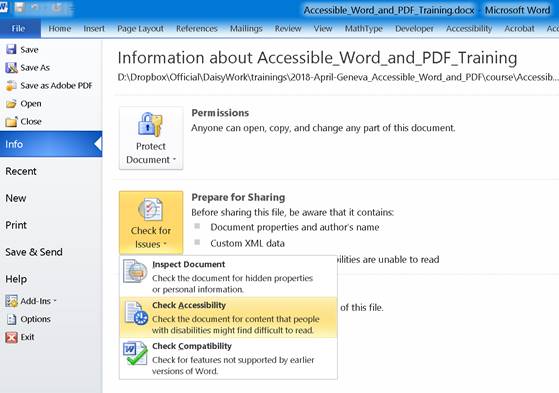 Accessible_Word_and_PDF_Training.docx - Microsoft Word
File Home Insert Page Layout References Mailings Review View MathType Developer Accessibility Acrobat Acc
Save
Save As
Save as Adobe PDF
Open
Close
Info
Recent
New
Print
Save & Send
Help
Add-Ins
Options
Exit
Information about Accessible_Word_and_PDF_Training
D:\Dropbox\Official\DaisyWork\trainings\2018-April-Geneva_Accessible_Word_and_PDF\course\Accessib...
Protect
Document
Permissions
Anyone can open, copy, and change any part of this document.
Check for
Issues
Prepare for Sharing
Before sharing this file, be aware that it contains:
Document properties and author's name
Custom XML data
bilities are unable to read
Inspect Document
Check the document for hidden properties
or personal information.
Check Accessibility
Check the document for content that people
with disabilities might find difficult to read.
of this file.
Check Compatibility
Check for features not supported by earlier
versions of Word.